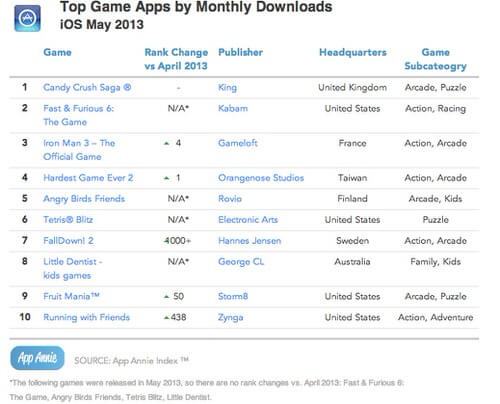 Top Game Apps by Monthly Downloads
iOS May 2013
Game Rank Change vs April 2013 Publisher Headquarters Game Subcateogry
1 Candy Crush Saga ® - King United Kingdom Arcade, Puzzle
2 Fast & Furious 6: The Game N/A* Kabam United States Action, Racing
3 Iron Man 3 – The Official Game ▲ 4 Gameloft France Action, Arcade
4 Hardest Game Ever 2 ▲ 1 Orangenose Studios Taiwan Action, Arcade
5 Angry Birds Friends N/A* Rovio Finland Arcade, Kids
6 Tetris® Blitz N/A* Electronic Arts United States Puzzle
7 FallDown! 2 ▲1000+ Hannes Jensen Sweden Action, Arcade
8 Little Dentist - kids games N/A* George CL Australia Family, Kids
9 Fruit Mania™ ▲ 50 Storm8 United States Arcade, Puzzle
10 Running with Friends ▲438 Zynga United States Action, Adventure
App Annie SOURCE: App Annie Index ™
*The following games were released in May 2013, so there are no rank changes vs. April 2013: Fast & Furious 6:
The Game, Angry Birds Friends, Tetris Blitz, Little Dentist.